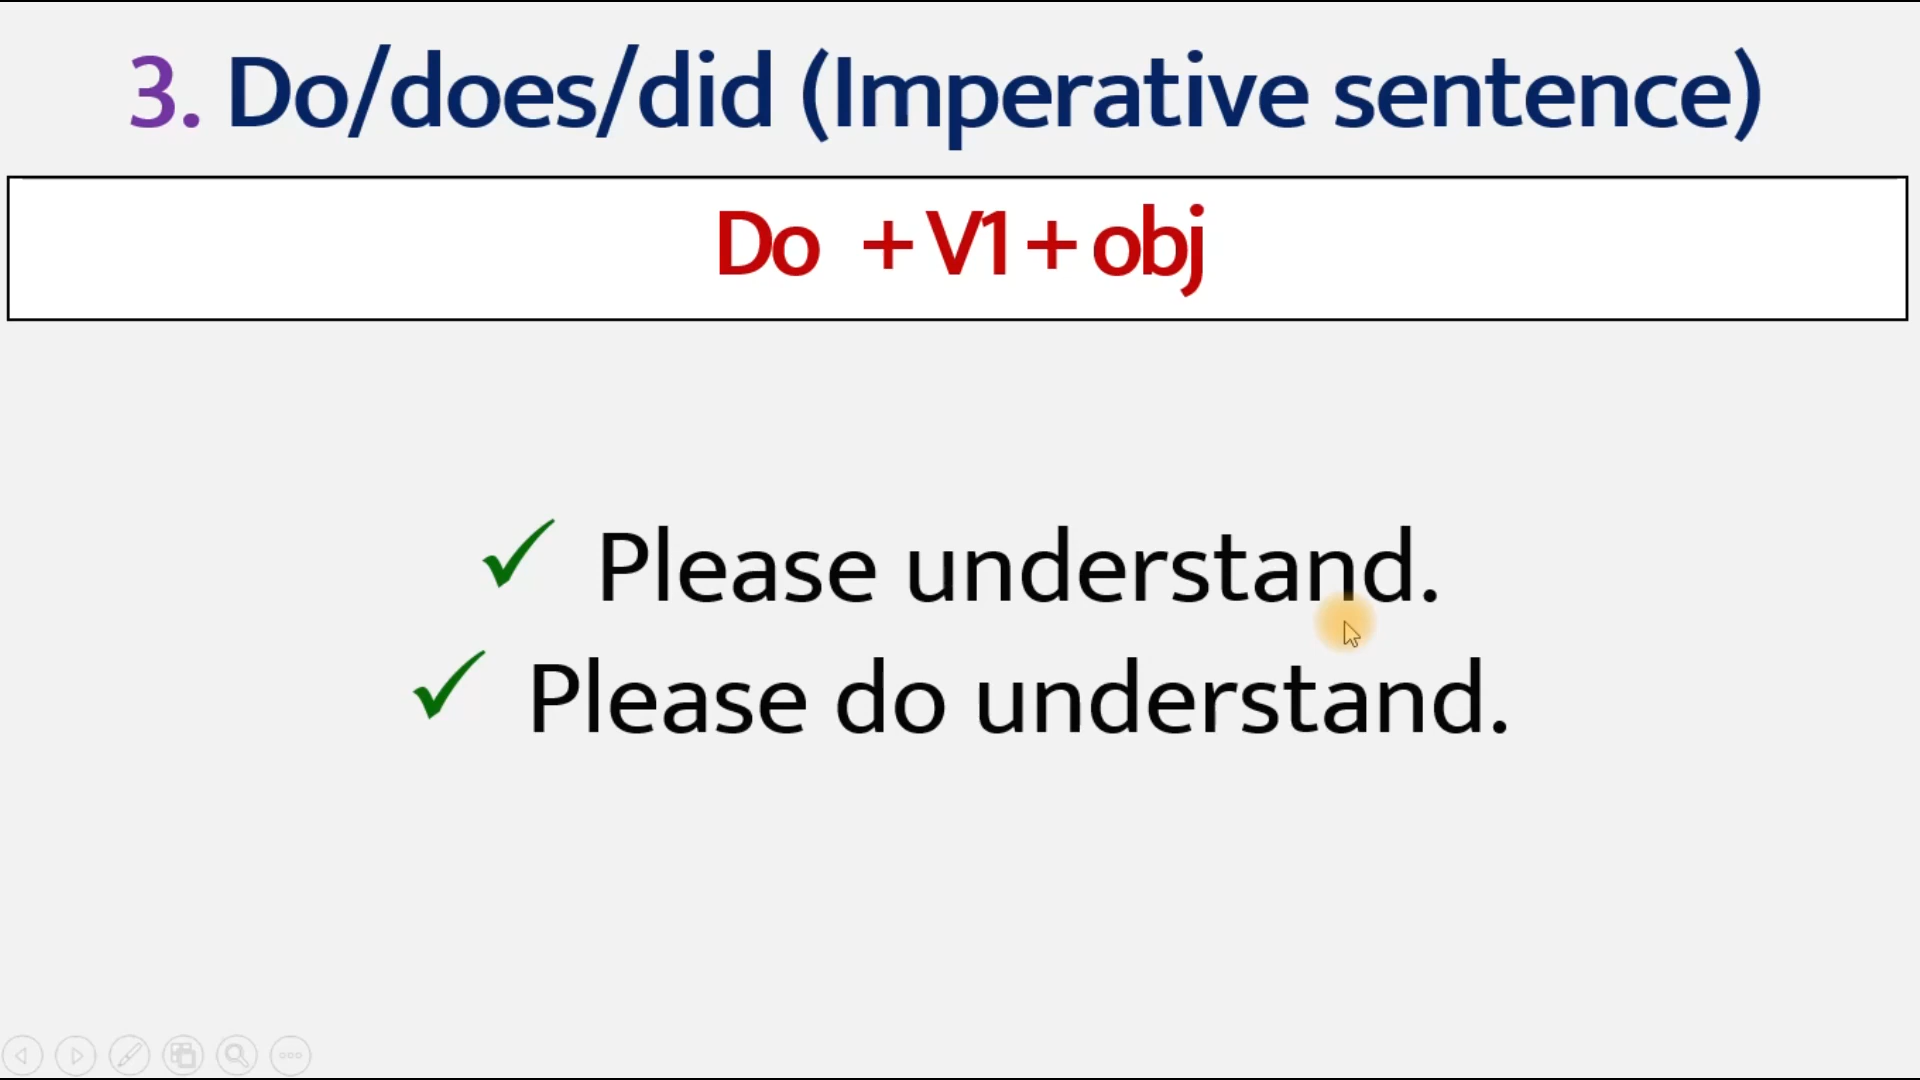 3. Do/does/did (Imperative sentence)
Do + V1 + obj
✓ Please understand.
✓ Please do understand.